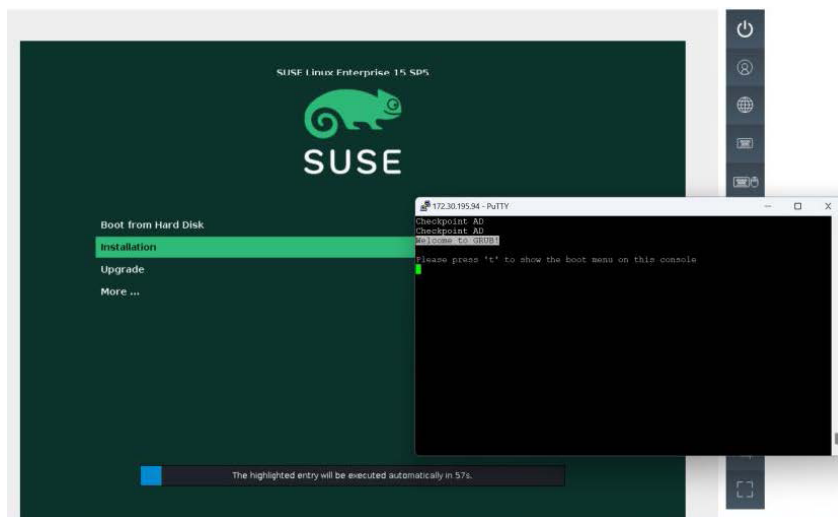 SUSE Linux Enterprise 15 SP5
SUSE
Boot from Hard Disk
Installation
Upgrade
More ...
The highlighted entry will be executed automatically in 57s.
172.30.195.94 - PuTTY
Checkpoint AD
Checkpoint AD
Welcome to GRUB!
Please press 't' to show the boot menu on this console